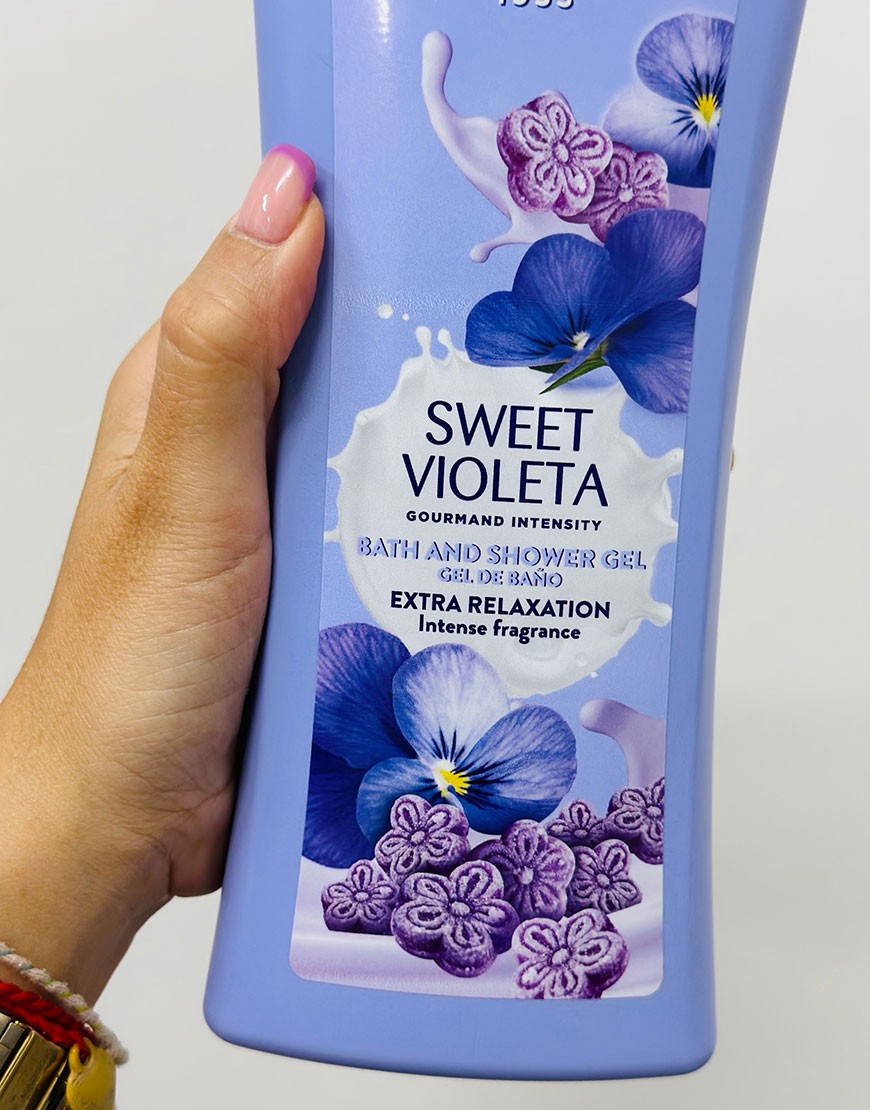 SWEET
VIOLETA
GOURMAND INTENSITY
BATH AND SHOWER GEL
GEL DE BAÑO
EXTRA RELAXATION
Intense fragrance